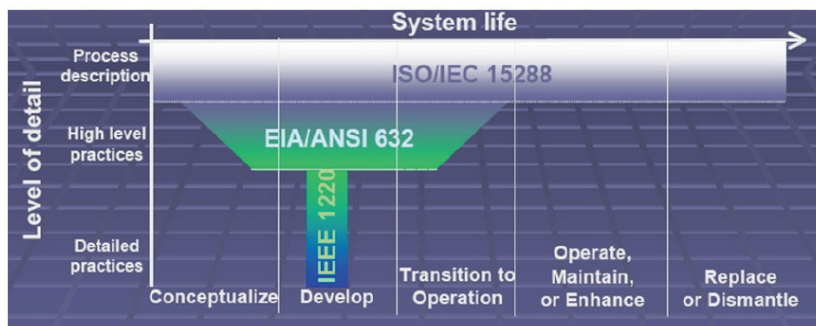 System life
Process
description
ISO/IEC 15288
Level of detail
High level
practices
EIA/ANSI 632
IEEE 1220
Detailed
practices
Conceptualize
Develop
Transition to
Operation
Operate,
Maintain,
or Enhance
Replace
or Dismantle